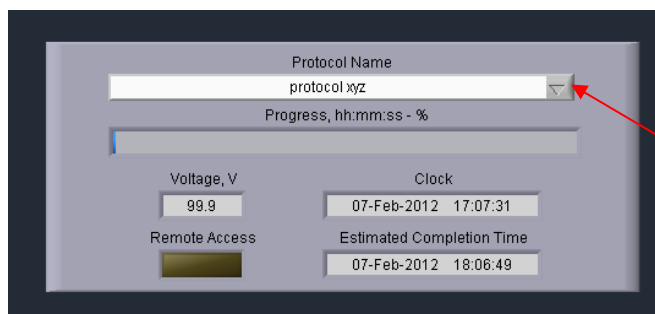 Protocol Name
protocol xyz
Progress, hh:mm:ss - %
Voltage, V
Clock
99.9
07-Feb-2012 17:07:31
Remote Access
Estimated Completion Time
07-Feb-2012 18:06:49